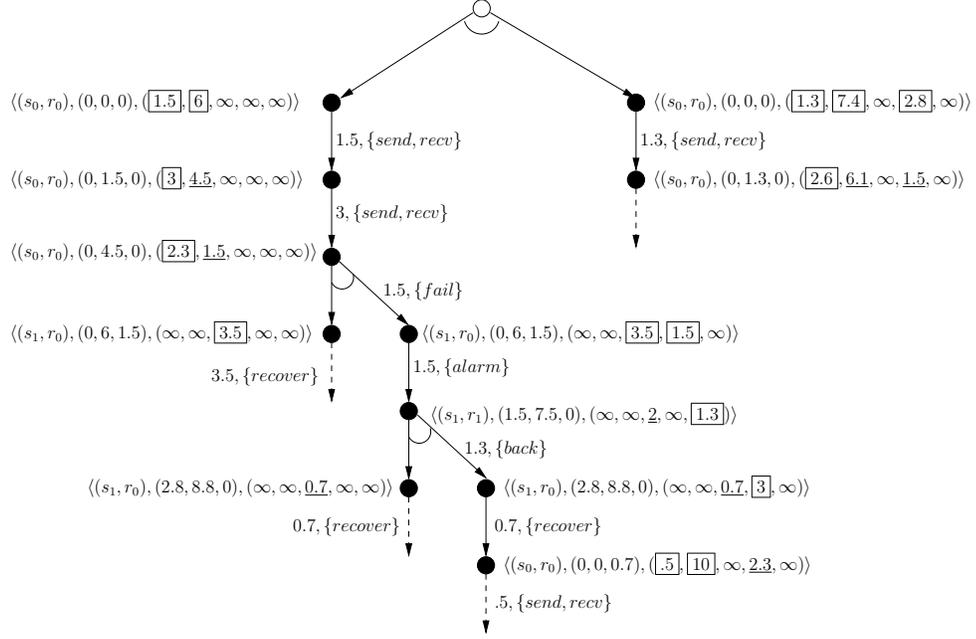 ⟨(s₀, r₀), (0, 0, 0), (1.5, 6, ∞, ∞, ∞)⟩
⟨(s₀, r₀), (0, 0, 0), (1.3, 7.4, ∞, 2.8, ∞)⟩
1.5, {send, recv}
1.3, {send, recv}
⟨(s₀, r₀), (0, 1.5, 0), (3, 4.5, ∞, ∞, ∞)⟩
⟨(s₀, r₀), (0, 1.3, 0), (2.6, 6.1, ∞, 1.5, ∞)⟩
3, {send, recv}
⟨(s₀, r₀), (0, 4.5, 0), (2.3, 1.5, ∞, ∞, ∞)⟩
1.5, {fail}
⟨(s₁, r₀), (0, 6, 1.5), (∞, ∞, 3.5, ∞, ∞)⟩
⟨(s₁, r₀), (0, 6, 1.5), (∞, ∞, 3.5, 1.5, ∞)⟩
3.5, {recover}
1.5, {alarm}
⟨(s₁, r₁), (1.5, 7.5, 0), (∞, ∞, 2, ∞, 1.3)⟩
1.3, {back}
⟨(s₁, r₀), (2.8, 8.8, 0), (∞, ∞, 0.7, ∞, ∞)⟩
⟨(s₁, r₀), (2.8, 8.8, 0), (∞, ∞, 0.7, 3, ∞)⟩
0.7, {recover}
0.7, {recover}
⟨(s₀, r₀), (0, 0, 0.7), (.5, 10, ∞, 2.3, ∞)⟩
.5, {send, recv}